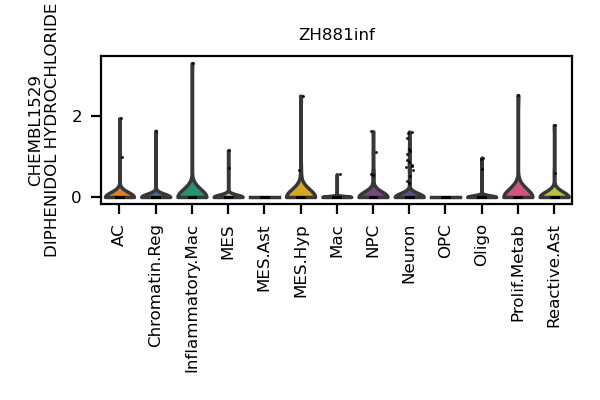 ZH881inf
CHEMBL1529
DIPHENIDOL HYDROCHLORIDE
2
0
AC
Chromatin.Reg
Inflammatory.Mac
MES
MES.Ast
MES.Hyp
Mac
NPC
Neuron
OPC
Oligo
Prolif.Metab
Reactive.Ast